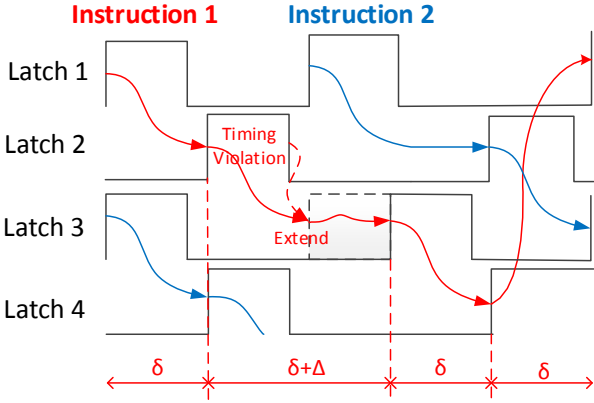 Instruction 1
Instruction 2
Latch 1
Latch 2
Timing
Violation
Latch 3
Extend
Latch 4
δ
δ+Δ
δ
δ